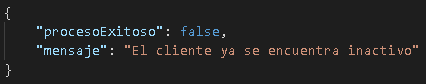 {
    "procesoExitoso": false,
    "mensaje": "El cliente ya se encuentra inactivo"
}